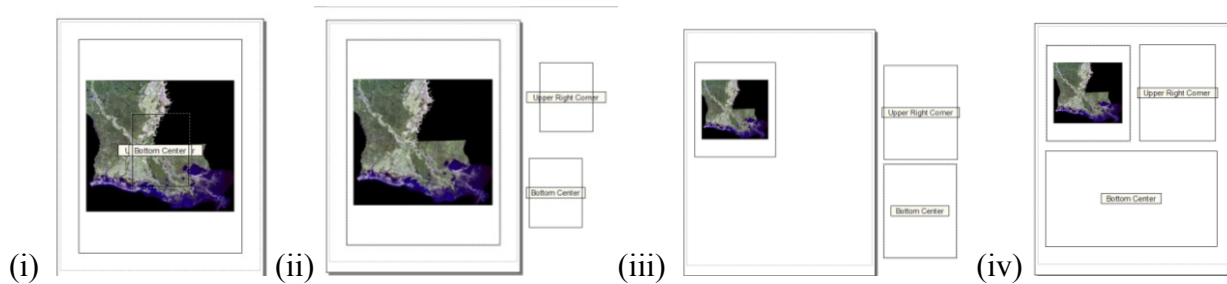 (i)
Bottom Center
(ii)
Upper Right Corner
Bottom Center
(iii)
Upper Right Corner
Bottom Center
(iv)
Upper Right Corner
Bottom Center